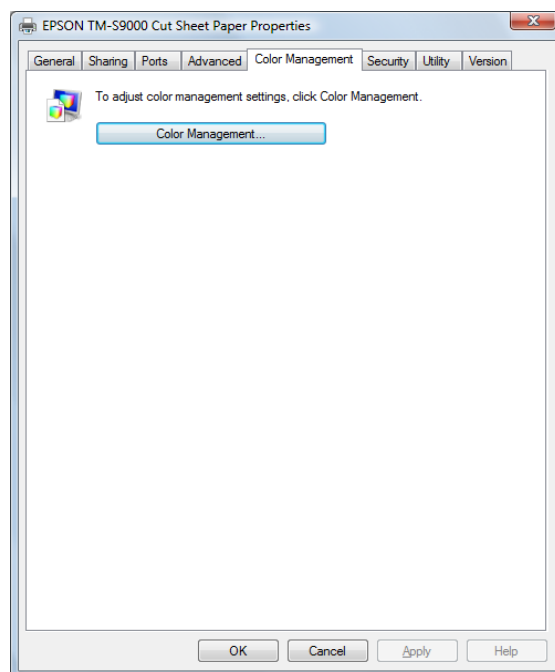 EPSON TM-S9000 Cut Sheet Paper Properties
General Sharing Ports Advanced Color Management Security Utility Version
To adjust color management settings, click Color Management.
Color Management...
OK Cancel Apply Help